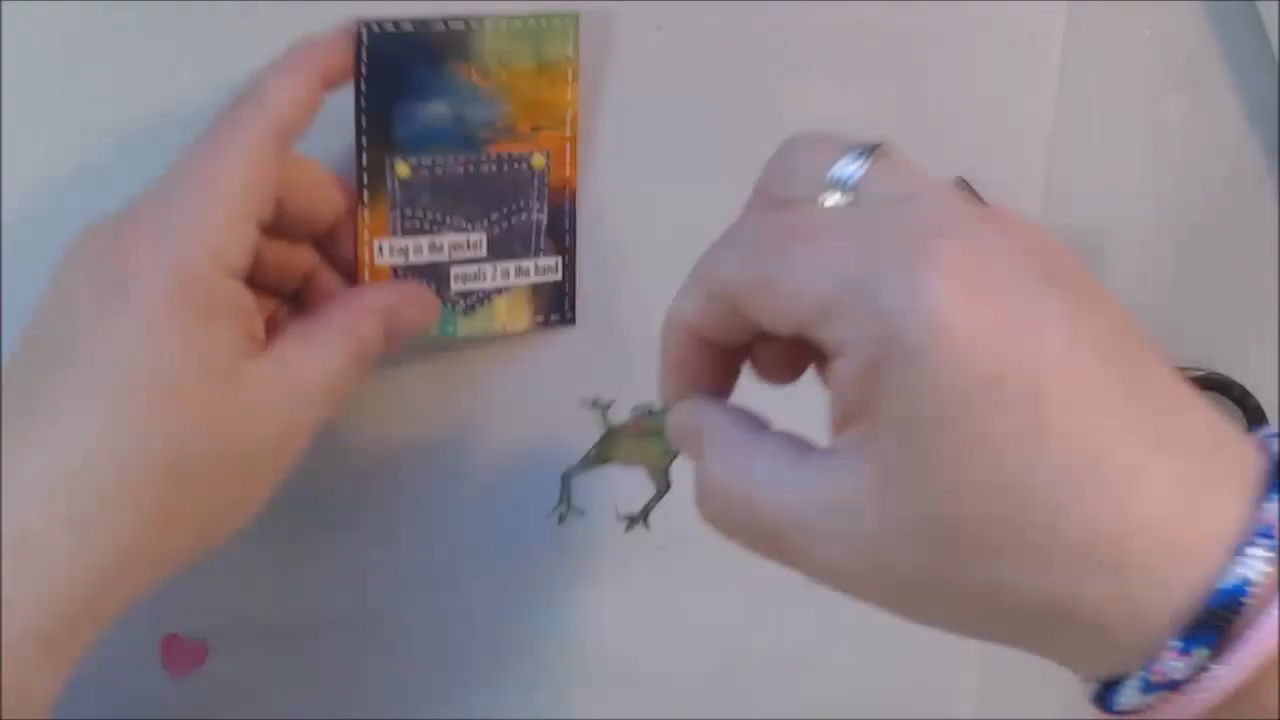 A frog in the pocket
equals 2 in the hand